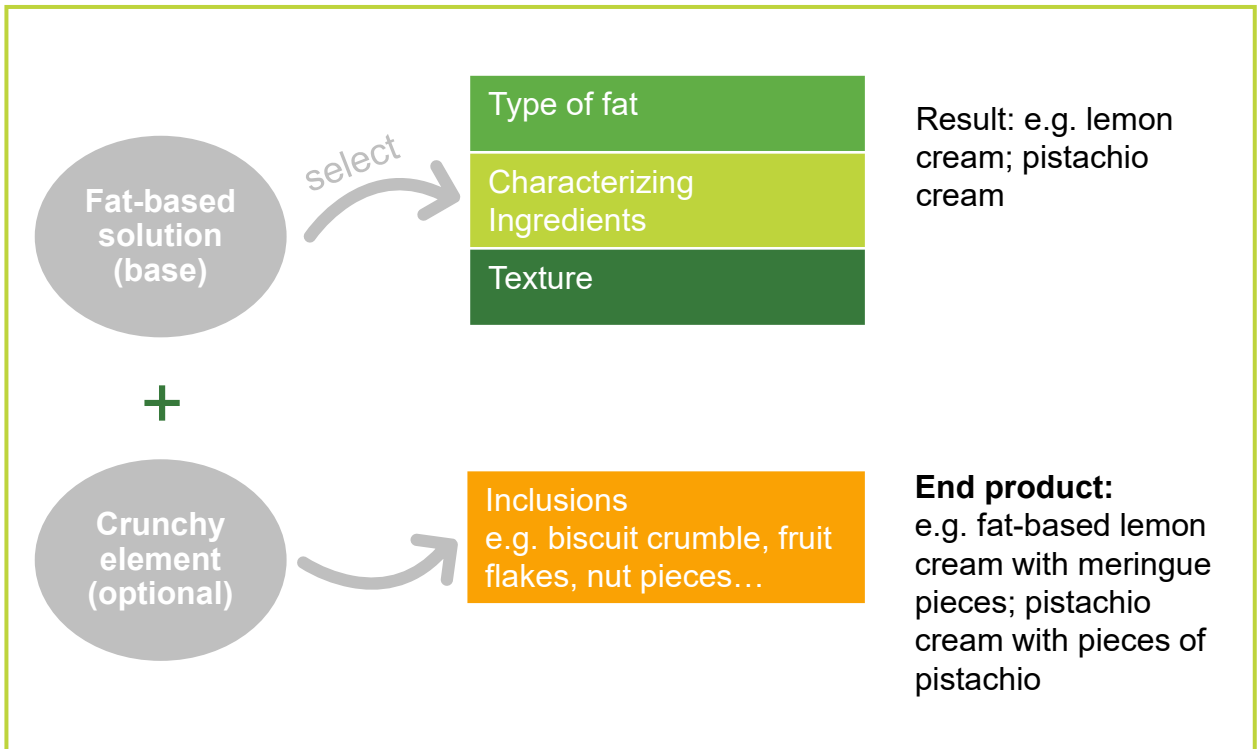 Fat-based
solution
(base)
select
Type of fat
Characterizing
Ingredients
Texture
Result: e.g. lemon
cream; pistachio
cream
+
Crunchy
element
(optional)
Inclusions
e.g. biscuit crumble, fruit
flakes, nut pieces…
End product:
e.g. fat-based lemon
cream with meringue
pieces; pistachio
cream with pieces of
pistachio